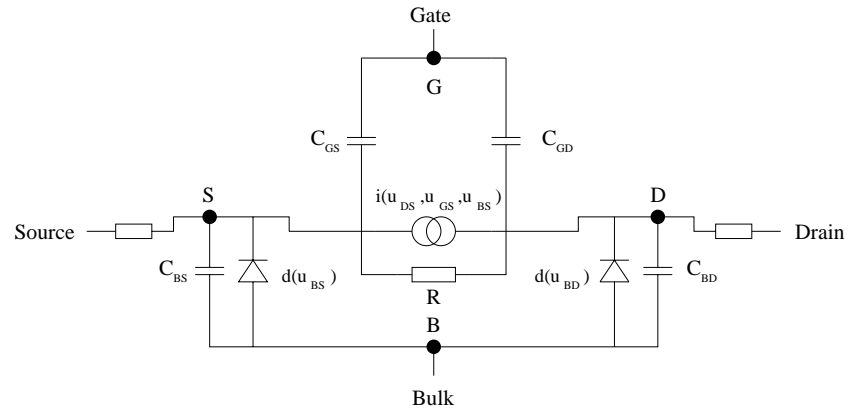 Gate
G
C_GS
C_GD
S
i(u_DS ,u_GS ,u_BS )
D
Source
Drain
C_BS
d(u_BS )
R
d(u_BD )
C_BD
B
Bulk